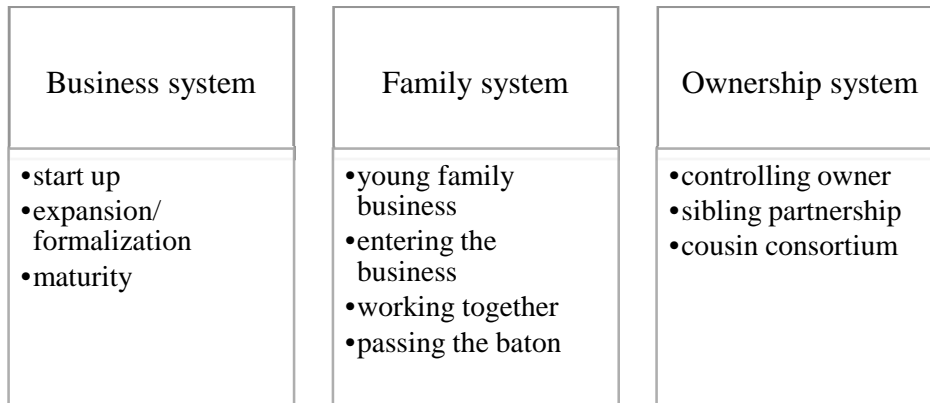 Business system
•start up
•expansion/
formalization
•maturity
Family system
•young family
business
•entering the
business
•working together
•passing the baton
Ownership system
•controlling owner
•sibling partnership
•cousin consortium